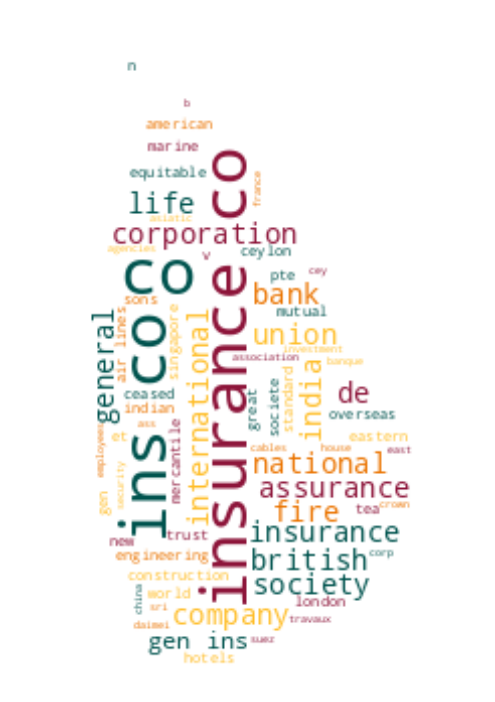 n
b
american
marine
equitable
france
life
asiatic
corporation
agencies
v
ceylon
co
pte
cey
sons
bank
mutual
insurance co
ins co
general
air lines
singapore
international
union
investment
association
banque
ceased
indian
great
societe
standard
india
de
overseas
ass
et
mercantile
eastern
employees
gen
security
cables
house
east
national
assurance
crown
fire
tea
new
trust
insurance
engineering
british
corp
construction
society
china
world
sri
london
company
travaux
daimei
gen ins
suez
hotels